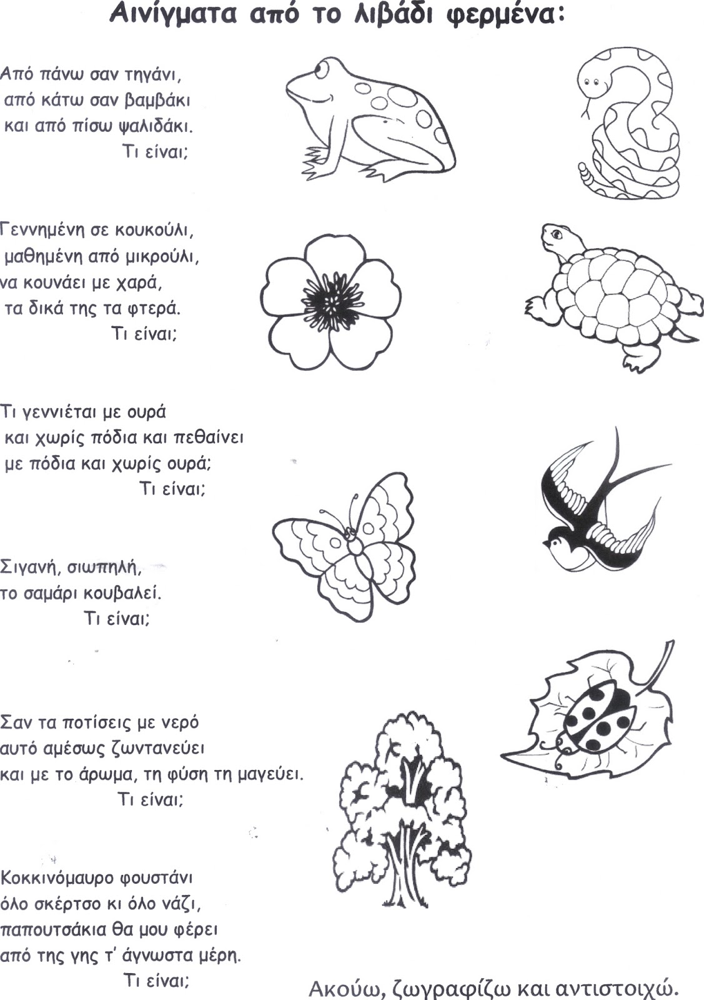 Αινίγματα από το λιβάδι φερμένα:
Από πάνω σαν τηγάνι,
από κάτω σαν βαμβάκι
και από πίσω ψαλιδάκι.
Τι είναι;
Γεννημένη σε κουκούλι,
μαθημένη από μικρούλι,
να κουνάει με χαρά,
τα δικά της τα φτερά.
Τι είναι;
Τι γεννιέται με ουρά
και χωρίς πόδια και πεθαίνει
με πόδια και χωρίς ουρά;
Τι είναι;
Σιγανή, σιωπηλή,
το σαμάρι κουβαλεί.
Τι είναι;
Σαν τα ποτίσεις με νερό
αυτό αμέσως ζωντανεύει
και με το άρωμα, τη φύση τη μαγεύει.
Τι είναι;
Κοκκινόμαυρο φουστάνι
όλο σκέρτσο κι όλο νάζι,
παπουτσάκια θα μου φέρει
από της γης τ' άγνωστα μέρη.
Τι είναι;
Ακούω, ζωγραφίζω και αντιστοιχώ.